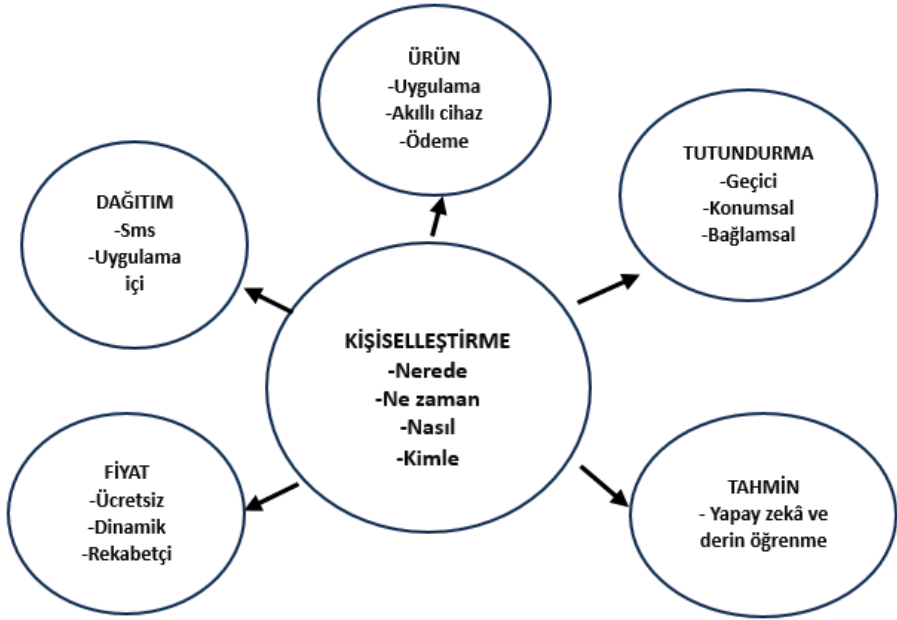 ÜRÜN
-Uygulama
-Akıllı cihaz
-Ödeme
TUTUNDURMA
-Geçici
-Konumsal
-Bağlamsal
DAĞITIM
-Sms
-Uygulama
içi
KİŞİSELLEŞTİRME
-Nerede
-Ne zaman
-Nasıl
-Kimle
FİYAT
-Ücretsiz
-Dinamik
-Rekabetçi
TAHMİN
- Yapay zekâ ve
derin öğrenme